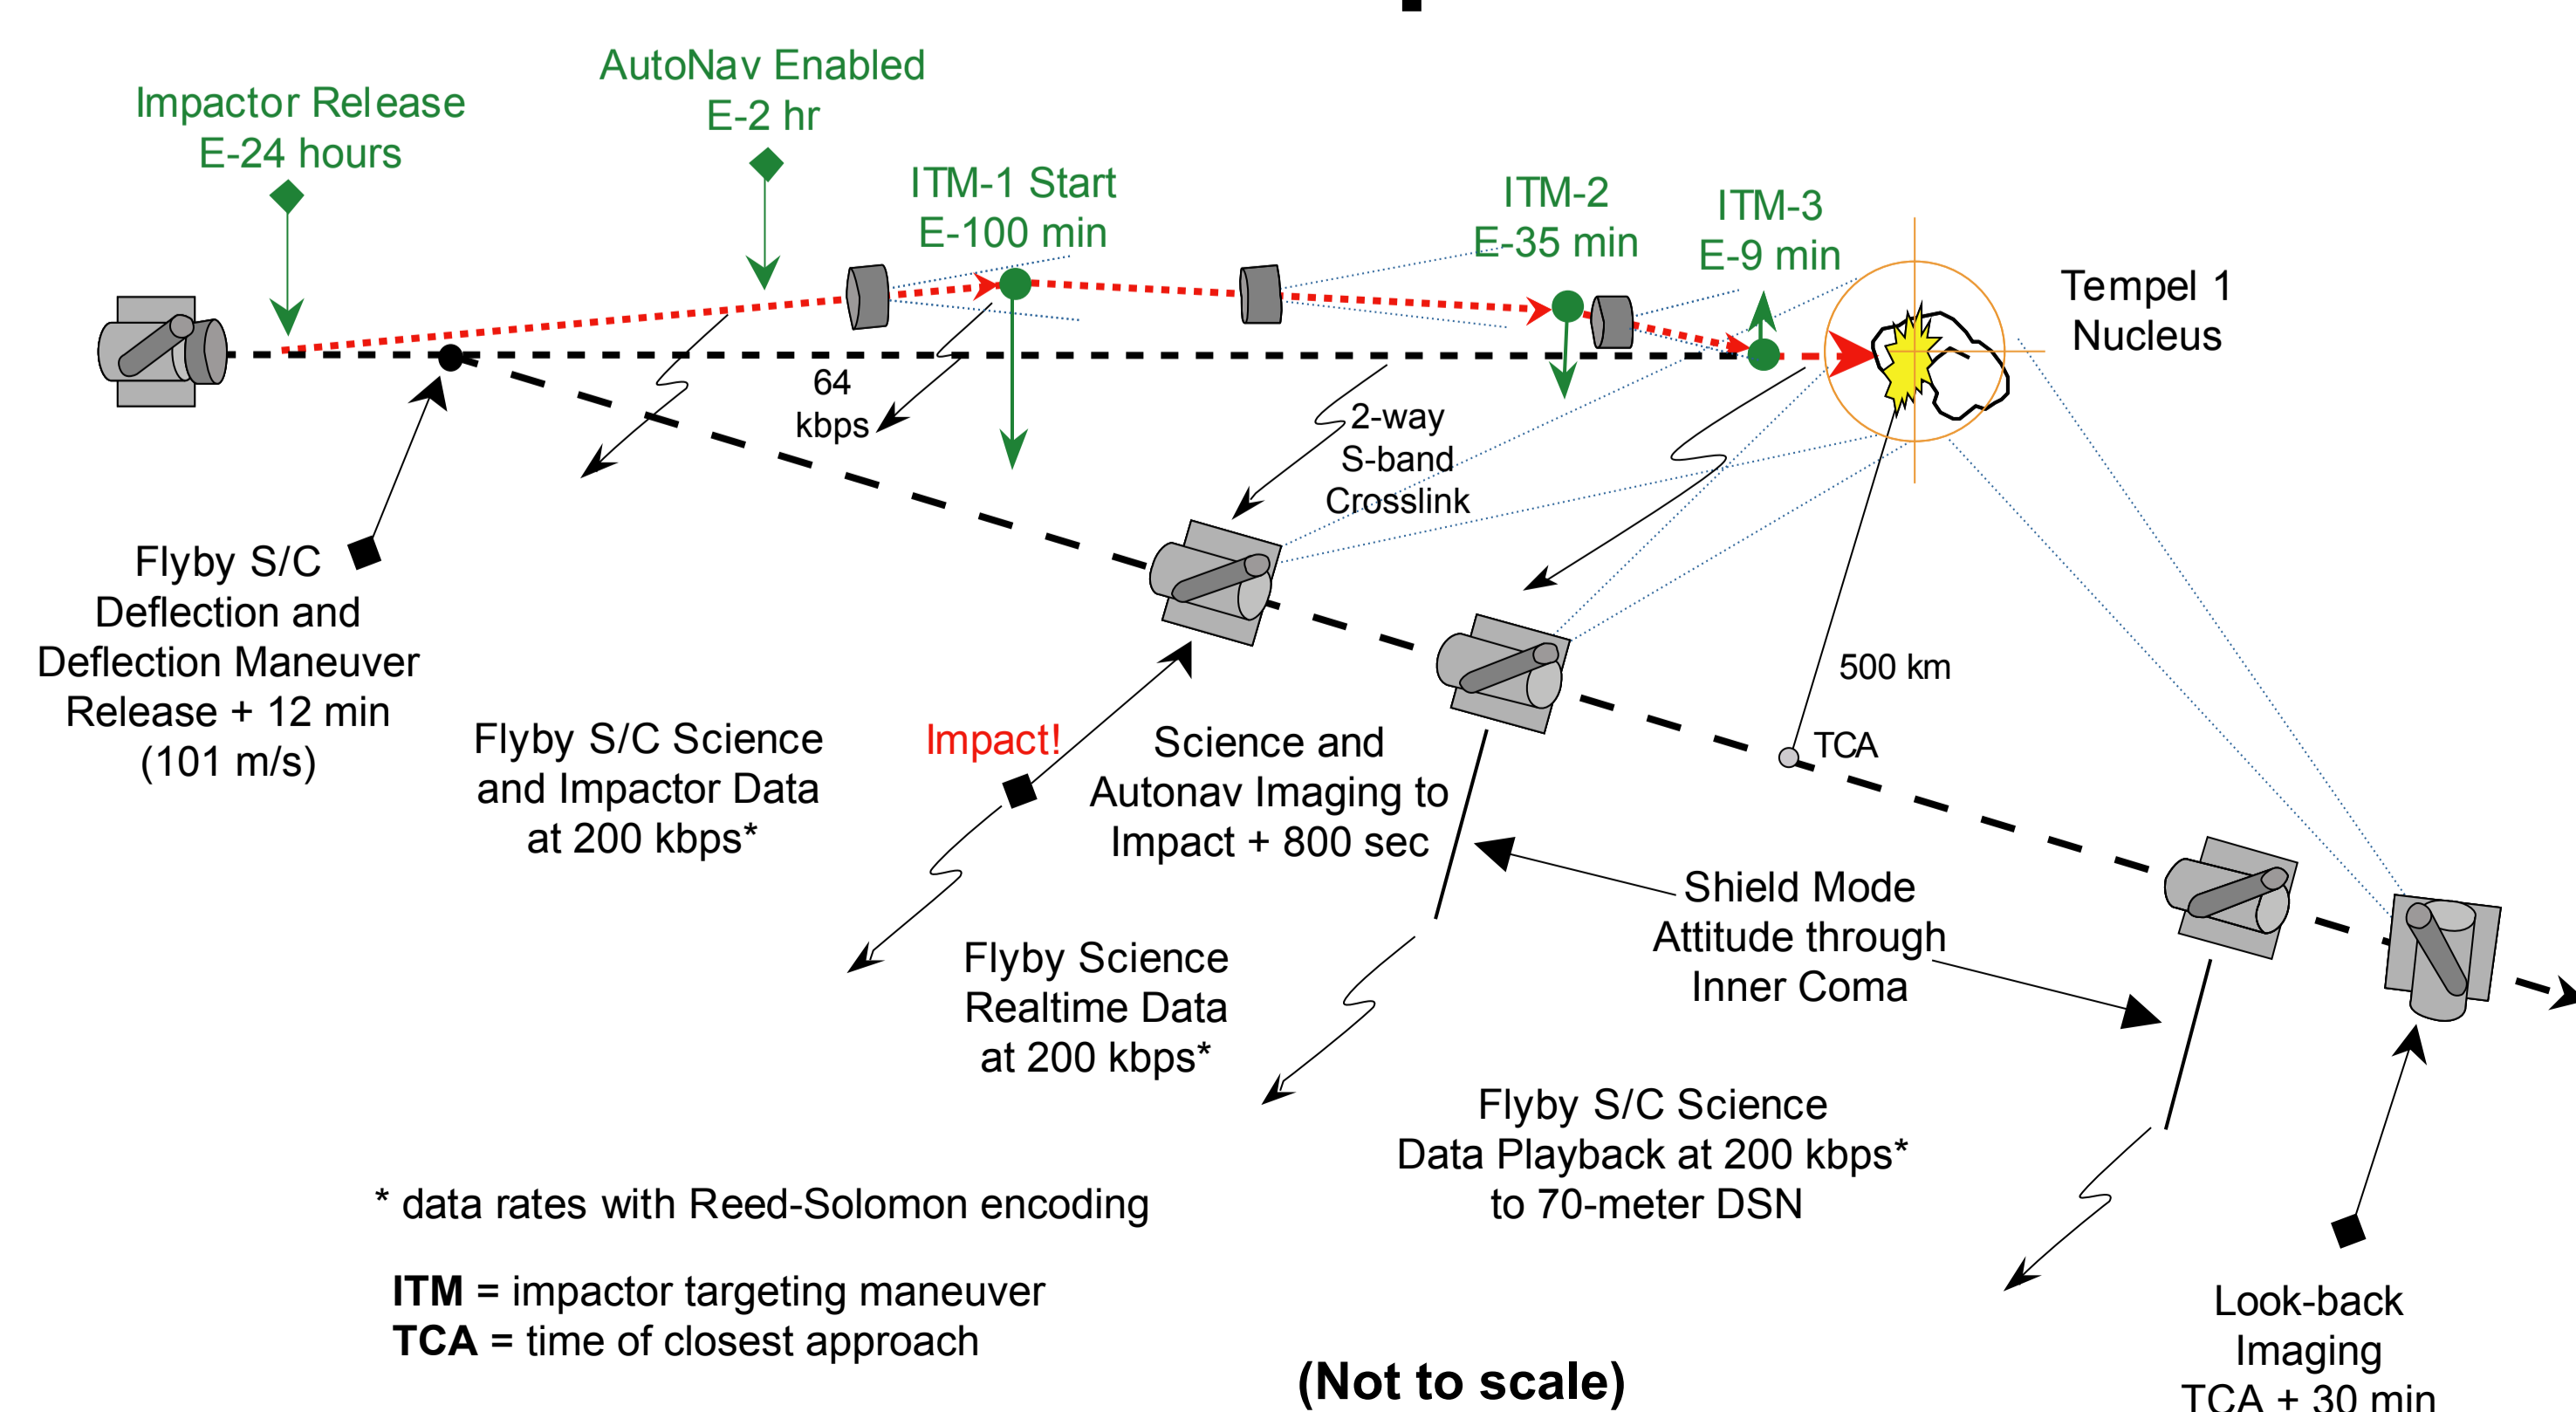 AutoNav Enabled
E-2 hr
Impactor Release
E-24 hours
ITM-1 Start
E-100 min
ITM-2
E-35 min
ITM-3
E-9 min
Tempel 1
Nucleus
64
kbps
2-way
S-band
Crosslink
Flyby S/C
Deflection and
Deflection Maneuver
Release + 12 min
(101 m/s)
Flyby S/C Science
and Impactor Data
at 200 kbps*
Impact!
Science and
Autonav Imaging to
Impact + 800 sec
500 km
TCA
Shield Mode
Attitude through
Inner Coma
Flyby Science
Realtime Data
at 200 kbps*
Flyby S/C Science
Data Playback at 200 kbps*
to 70-meter DSN
* data rates with Reed-Solomon encoding
ITM = impactor targeting maneuver
TCA = time of closest approach
(Not to scale)
Look-back
Imaging
TCA + 30 min